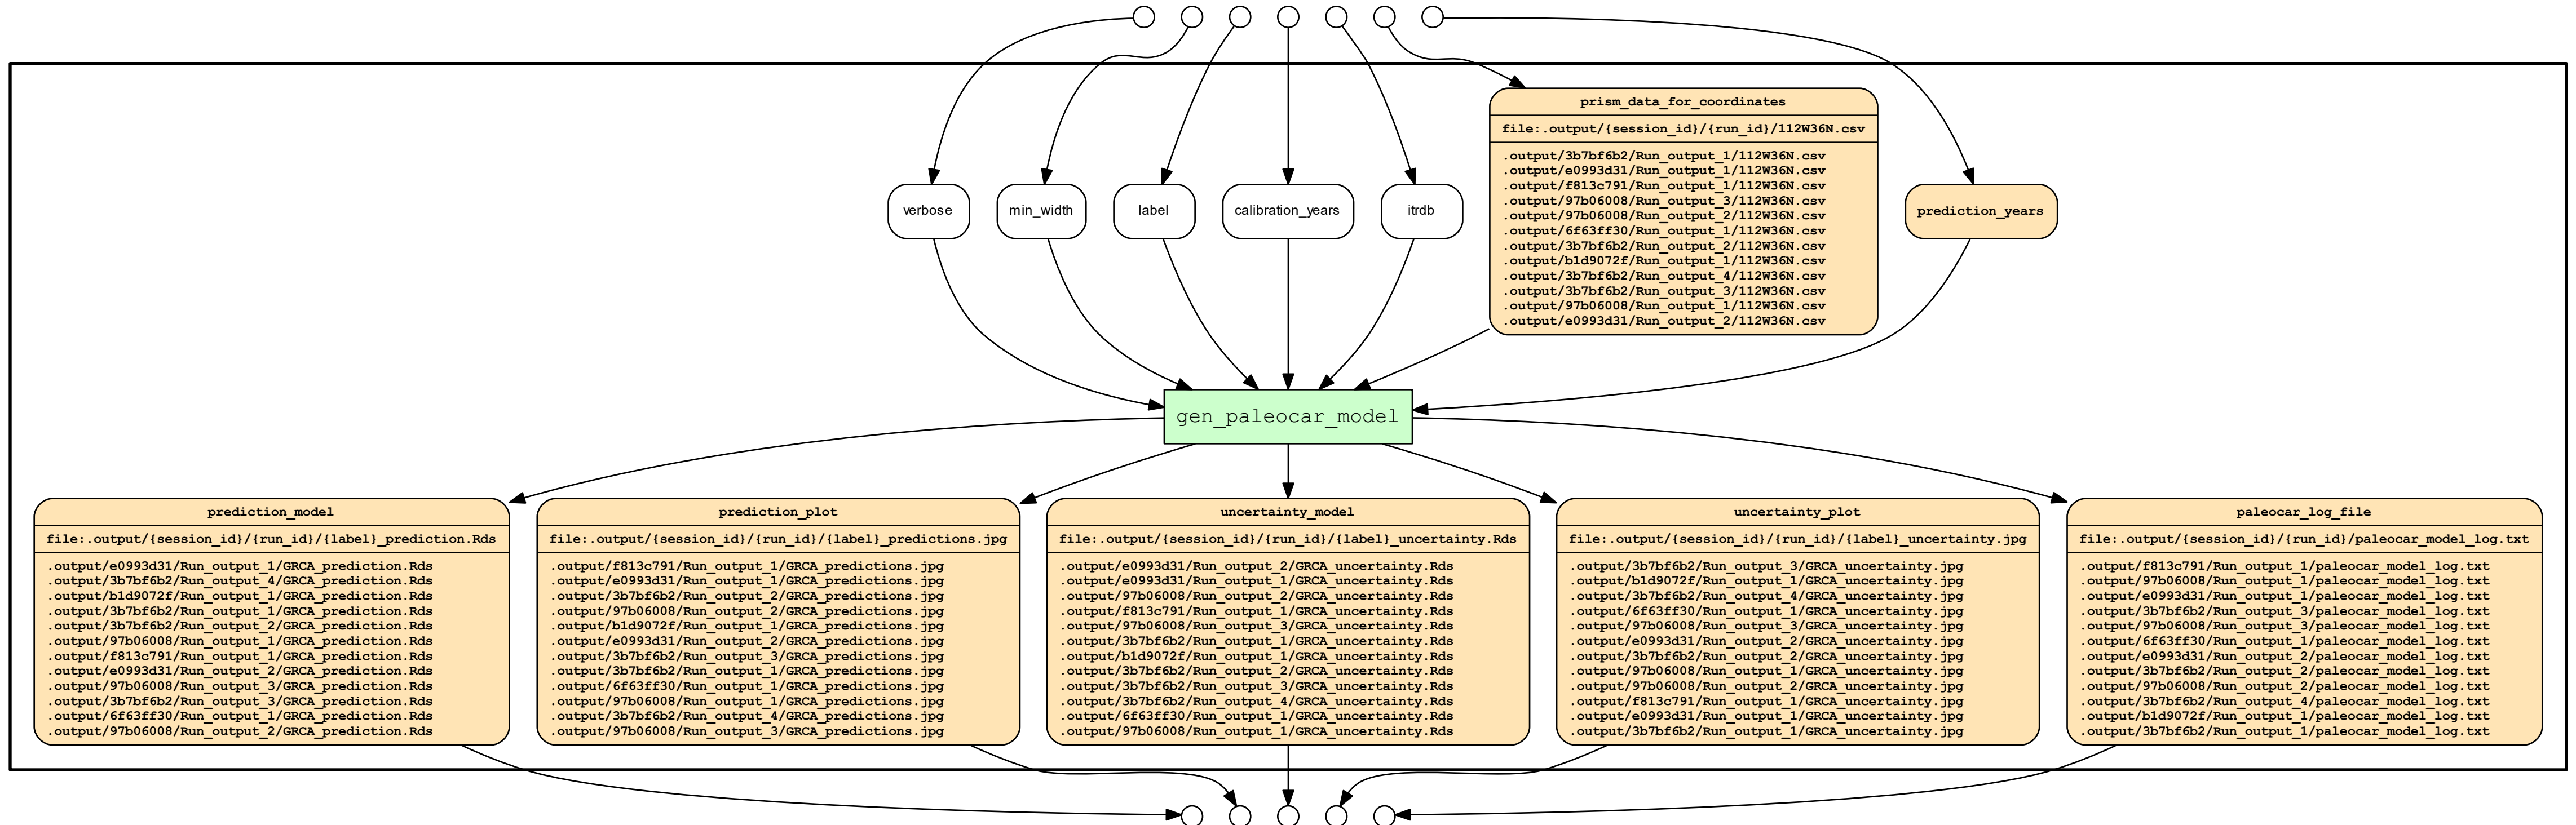 prism_data_for_coordinates
file:.output/{session_id}/{run_id}/112W36N.csv
.output/3b7bf6b2/Run_output_1/112W36N.csv
.output/e0993d31/Run_output_1/112W36N.csv
.output/f813c791/Run_output_1/112W36N.csv
.output/97b06008/Run_output_3/112W36N.csv
.output/97b06008/Run_output_2/112W36N.csv
.output/6f63ff30/Run_output_1/112W36N.csv
.output/3b7bf6b2/Run_output_2/112W36N.csv
.output/b1d9072f/Run_output_1/112W36N.csv
.output/3b7bf6b2/Run_output_4/112W36N.csv
.output/3b7bf6b2/Run_output_3/112W36N.csv
.output/97b06008/Run_output_1/112W36N.csv
.output/e0993d31/Run_output_2/112W36N.csv
verbose
min_width
label
calibration_years
itrdb
prediction_years
gen_paleocar_model
prediction_model
file:.output/{session_id}/{run_id}/{label}_prediction.Rds
.output/e0993d31/Run_output_1/GRCA_prediction.Rds
.output/3b7bf6b2/Run_output_4/GRCA_prediction.Rds
.output/b1d9072f/Run_output_1/GRCA_prediction.Rds
.output/3b7bf6b2/Run_output_1/GRCA_prediction.Rds
.output/3b7bf6b2/Run_output_2/GRCA_prediction.Rds
.output/97b06008/Run_output_1/GRCA_prediction.Rds
.output/f813c791/Run_output_1/GRCA_prediction.Rds
.output/e0993d31/Run_output_2/GRCA_prediction.Rds
.output/97b06008/Run_output_3/GRCA_prediction.Rds
.output/3b7bf6b2/Run_output_3/GRCA_prediction.Rds
.output/6f63ff30/Run_output_1/GRCA_prediction.Rds
.output/97b06008/Run_output_2/GRCA_prediction.Rds
prediction_plot
file:.output/{session_id}/{run_id}/{label}_predictions.jpg
.output/f813c791/Run_output_1/GRCA_predictions.jpg
.output/e0993d31/Run_output_1/GRCA_predictions.jpg
.output/3b7bf6b2/Run_output_2/GRCA_predictions.jpg
.output/97b06008/Run_output_2/GRCA_predictions.jpg
.output/b1d9072f/Run_output_1/GRCA_predictions.jpg
.output/e0993d31/Run_output_2/GRCA_predictions.jpg
.output/3b7bf6b2/Run_output_3/GRCA_predictions.jpg
.output/3b7bf6b2/Run_output_1/GRCA_predictions.jpg
.output/6f63ff30/Run_output_1/GRCA_predictions.jpg
.output/97b06008/Run_output_1/GRCA_predictions.jpg
.output/3b7bf6b2/Run_output_4/GRCA_predictions.jpg
.output/97b06008/Run_output_3/GRCA_predictions.jpg
uncertainty_model
file:.output/{session_id}/{run_id}/{label}_uncertainty.Rds
.output/e0993d31/Run_output_2/GRCA_uncertainty.Rds
.output/e0993d31/Run_output_1/GRCA_uncertainty.Rds
.output/97b06008/Run_output_2/GRCA_uncertainty.Rds
.output/f813c791/Run_output_1/GRCA_uncertainty.Rds
.output/97b06008/Run_output_3/GRCA_uncertainty.Rds
.output/3b7bf6b2/Run_output_1/GRCA_uncertainty.Rds
.output/b1d9072f/Run_output_1/GRCA_uncertainty.Rds
.output/3b7bf6b2/Run_output_2/GRCA_uncertainty.Rds
.output/3b7bf6b2/Run_output_3/GRCA_uncertainty.Rds
.output/3b7bf6b2/Run_output_4/GRCA_uncertainty.Rds
.output/6f63ff30/Run_output_1/GRCA_uncertainty.Rds
.output/97b06008/Run_output_1/GRCA_uncertainty.Rds
uncertainty_plot
file:.output/{session_id}/{run_id}/{label}_uncertainty.jpg
.output/3b7bf6b2/Run_output_3/GRCA_uncertainty.jpg
.output/b1d9072f/Run_output_1/GRCA_uncertainty.jpg
.output/3b7bf6b2/Run_output_4/GRCA_uncertainty.jpg
.output/6f63ff30/Run_output_1/GRCA_uncertainty.jpg
.output/97b06008/Run_output_3/GRCA_uncertainty.jpg
.output/e0993d31/Run_output_2/GRCA_uncertainty.jpg
.output/3b7bf6b2/Run_output_2/GRCA_uncertainty.jpg
.output/97b06008/Run_output_1/GRCA_uncertainty.jpg
.output/97b06008/Run_output_2/GRCA_uncertainty.jpg
.output/f813c791/Run_output_1/GRCA_uncertainty.jpg
.output/e0993d31/Run_output_1/GRCA_uncertainty.jpg
.output/3b7bf6b2/Run_output_1/GRCA_uncertainty.jpg
paleocar_log_file
file:.output/{session_id}/{run_id}/paleocar_model_log.txt
.output/f813c791/Run_output_1/paleocar_model_log.txt
.output/97b06008/Run_output_1/paleocar_model_log.txt
.output/e0993d31/Run_output_1/paleocar_model_log.txt
.output/3b7bf6b2/Run_output_3/paleocar_model_log.txt
.output/97b06008/Run_output_3/paleocar_model_log.txt
.output/6f63ff30/Run_output_1/paleocar_model_log.txt
.output/e0993d31/Run_output_2/paleocar_model_log.txt
.output/3b7bf6b2/Run_output_2/paleocar_model_log.txt
.output/97b06008/Run_output_2/paleocar_model_log.txt
.output/3b7bf6b2/Run_output_4/paleocar_model_log.txt
.output/b1d9072f/Run_output_1/paleocar_model_log.txt
.output/3b7bf6b2/Run_output_1/paleocar_model_log.txt